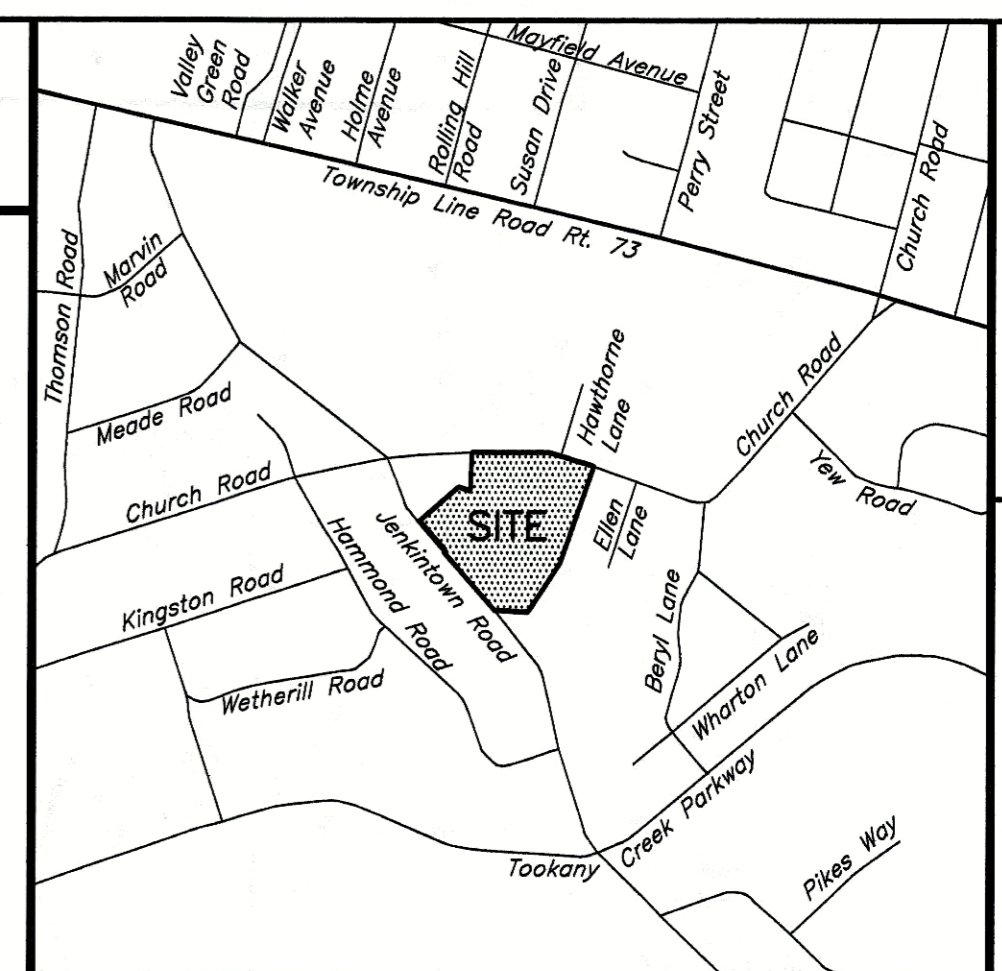 Valley
Green
Road
Walker
Avenue
Holme
Avenue
Rolling Hill
Road
Susan Drive
Mayfield Avenue
Perry Street
Church Road
Township Line Road Rt. 73
Thomson Road
Marvin
Road
Meade Road
Church Road
Hawthorne
Lane
Church Road
Yew Road
SITE
Ellen
Lane
Jenkintown Road
Hammond Road
Kingston Road
Wetherill Road
Beryl Lane
Wharton Lane
Tookany Creek Parkway
Pikes Way